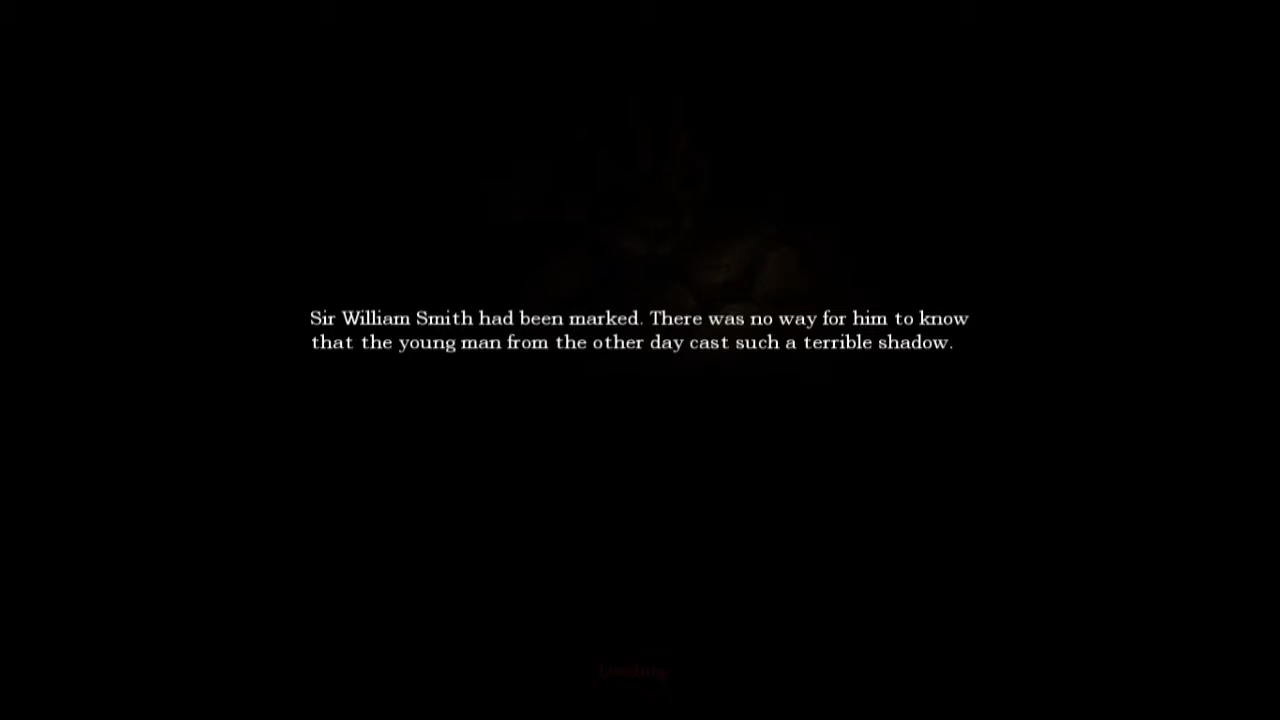 Sir William Smith had been marked. There was no way for him to know
that the young man from the other day cast such a terrible shadow.
Loading